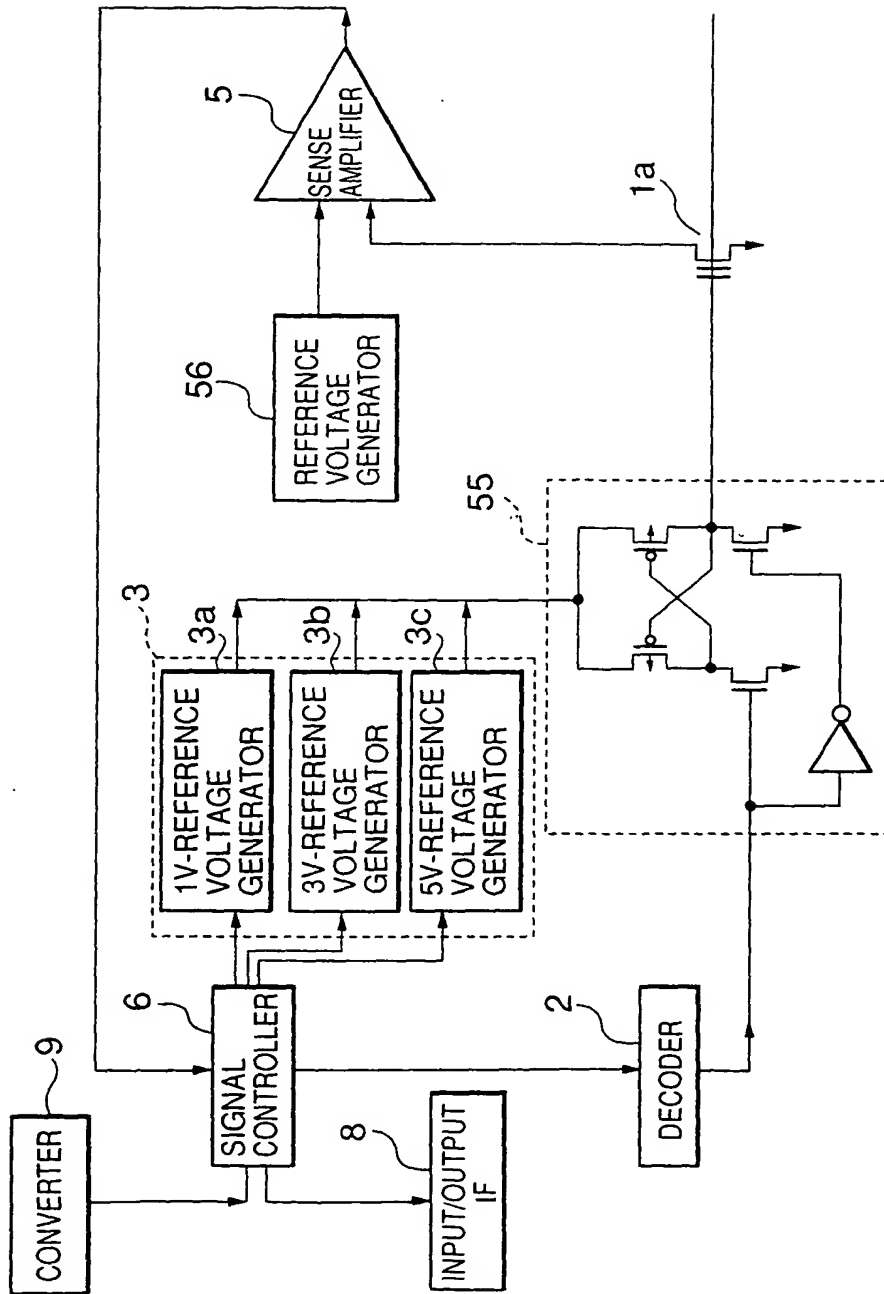 9
CONVERTER
6
SIGNAL
CONTROLLER
8
INPUT/OUTPUT
IF
2
DECODER
3
3a
1V-REFERENCE
VOLTAGE
GENERATOR
3b
3V-REFERENCE
VOLTAGE
GENERATOR
3c
5V-REFERENCE
VOLTAGE
GENERATOR
55
56
REFERENCE
VOLTAGE
GENERATOR
5
SENSE
AMPLIFIER
1a